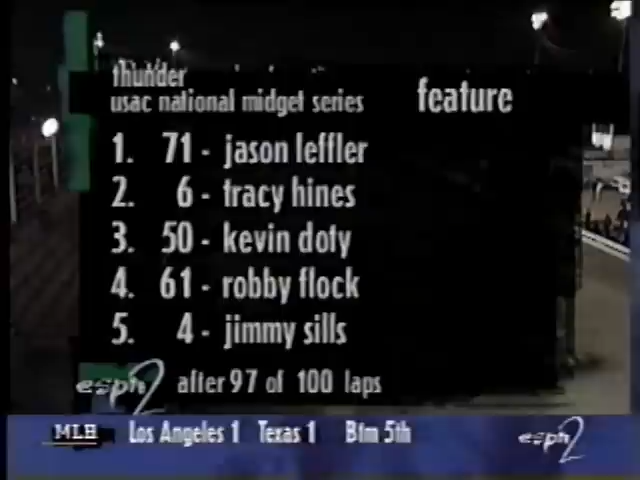 thunder
usac national midget series
feature
1. 71 - jason leffler
2. 6 - tracy hines
3. 50 - kevin doty
4. 61 - robby flock
5. 4 - jimmy sills
espn2 after 97 of 100 laps
MLB Los Angeles 1 Texas 1 Btm 5th espn2